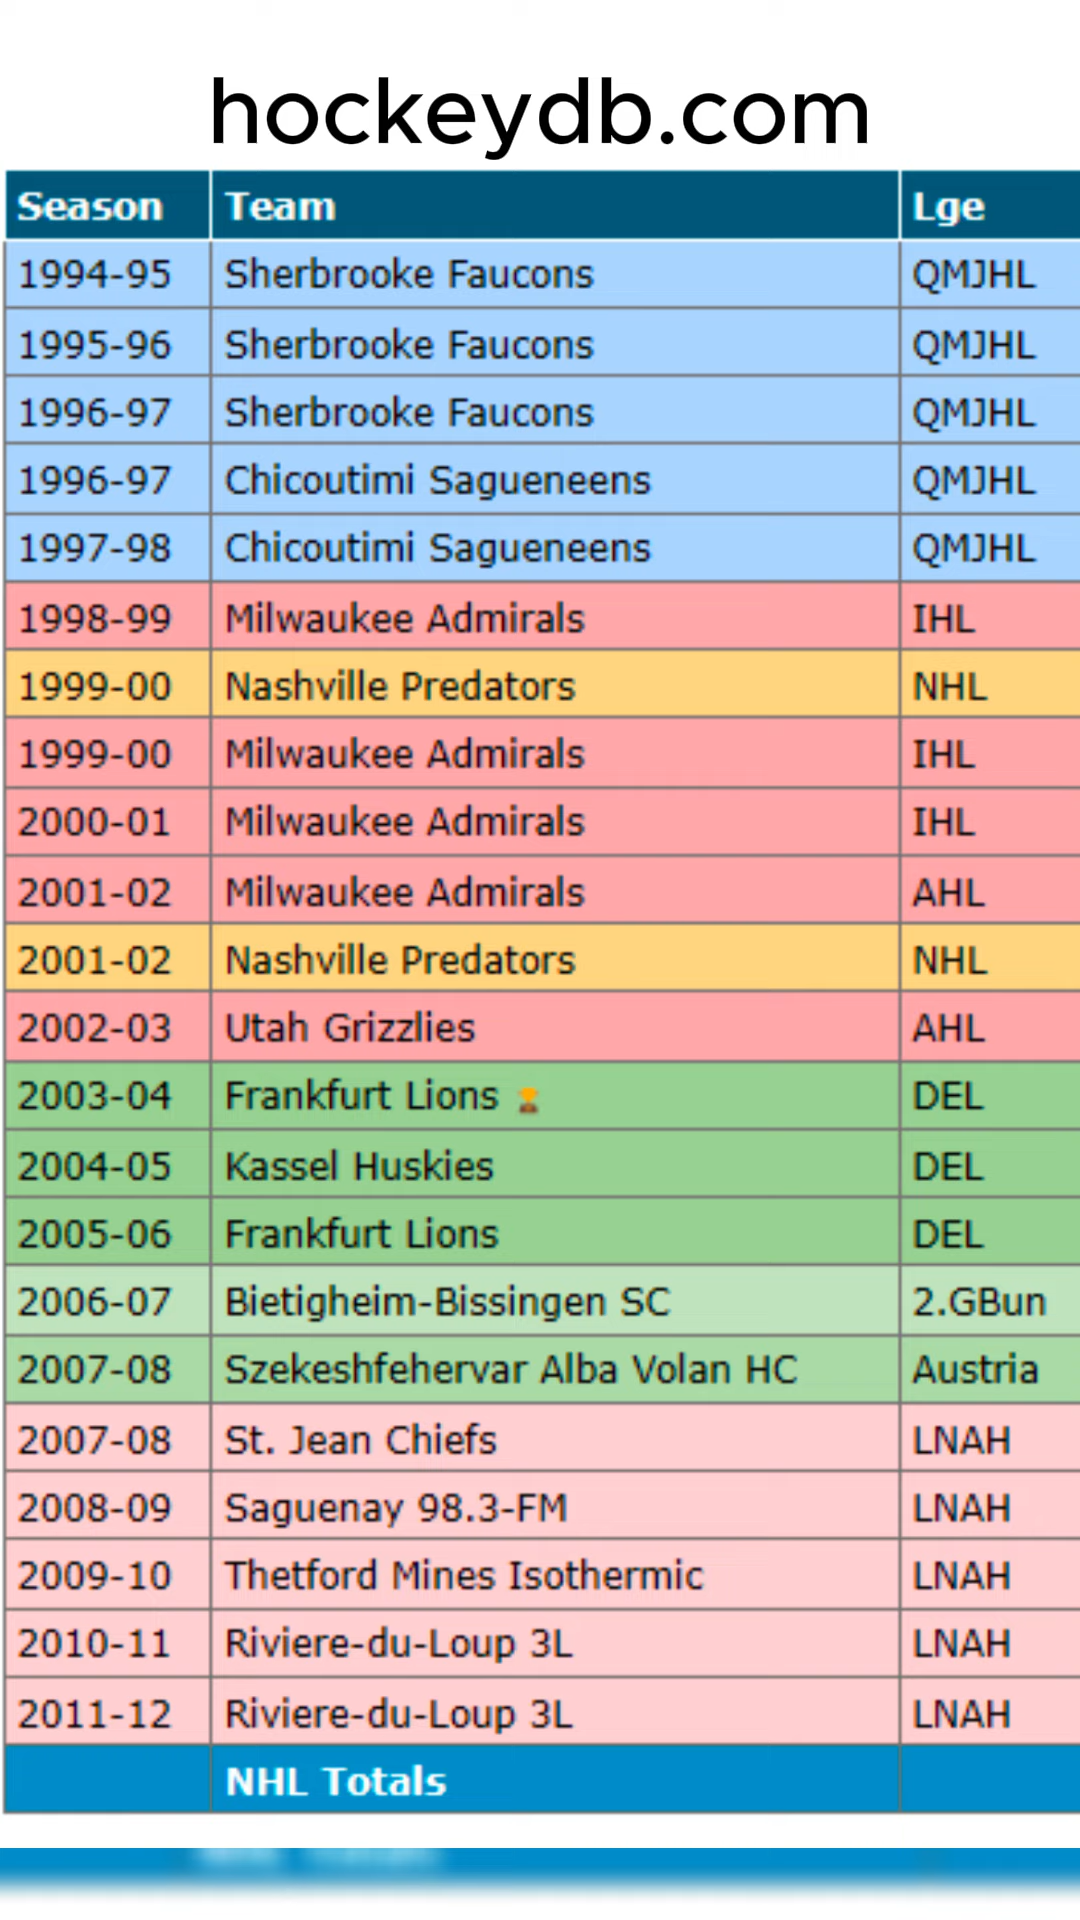 hockeydb.com
Season Team Lge
1994-95 Sherbrooke Faucons QMJHL
1995-96 Sherbrooke Faucons QMJHL
1996-97 Sherbrooke Faucons QMJHL
1996-97 Chicoutimi Sagueneens QMJHL
1997-98 Chicoutimi Sagueneens QMJHL
1998-99 Milwaukee Admirals IHL
1999-00 Nashville Predators NHL
1999-00 Milwaukee Admirals IHL
2000-01 Milwaukee Admirals IHL
2001-02 Milwaukee Admirals AHL
2001-02 Nashville Predators NHL
2002-03 Utah Grizzlies AHL
2003-04 Frankfurt Lions DEL
2004-05 Kassel Huskies DEL
2005-06 Frankfurt Lions DEL
2006-07 Bietigheim-Bissingen SC 2.GBun
2007-08 Szekeshfehervar Alba Volan HC Austria
2007-08 St. Jean Chiefs LNAH
2008-09 Saguenay 98.3-FM LNAH
2009-10 Thetford Mines Isothermic LNAH
2010-11 Riviere-du-Loup 3L LNAH
2011-12 Riviere-du-Loup 3L LNAH
NHL Totals